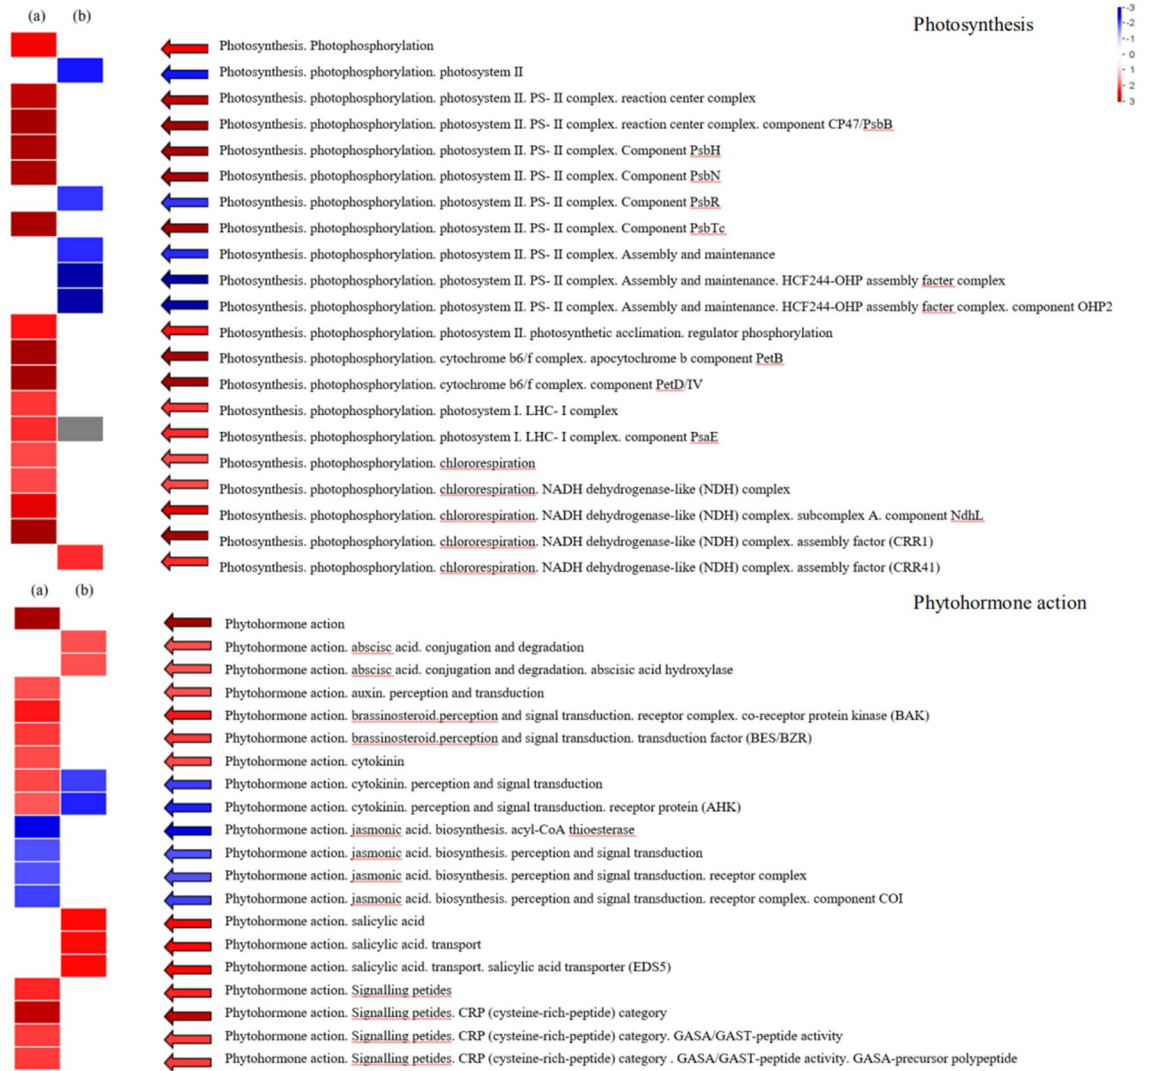 (a) (b)
Photosynthesis
-3
-2
-1
0
1
2
3
Photosynthesis. Photophosphorylation
Photosynthesis. photophosphorylation. photosystem II
Photosynthesis. photophosphorylation. photosystem II. PS- II complex. reaction center complex
Photosynthesis. photophosphorylation. photosystem II. PS- II complex. reaction center complex. component CP47/PsbB
Photosynthesis. photophosphorylation. photosystem II. PS- II complex. Component PsbH
Photosynthesis. photophosphorylation. photosystem II. PS- II complex. Component PsbN
Photosynthesis. photophosphorylation. photosystem II. PS- II complex. Component PsbR
Photosynthesis. photophosphorylation. photosystem II. PS- II complex. Component PsbTc
Photosynthesis. photophosphorylation. photosystem II. PS- II complex. Assembly and maintenance
Photosynthesis. photophosphorylation. photosystem II. PS- II complex. Assembly and maintenance. HCF244-OHP assembly facter complex
Photosynthesis. photophosphorylation. photosystem II. PS- II complex. Assembly and maintenance. HCF244-OHP assembly facter complex. component OHP2
Photosynthesis. photophosphorylation. photosystem II. photosynthetic acclimation. regulator phosphorylation
Photosynthesis. photophosphorylation. cytochrome b6/f complex. apocytochrome b component PetB
Photosynthesis. photophosphorylation. cytochrome b6/f complex. component PetD/IV
Photosynthesis. photophosphorylation. photosystem I. LHC- I complex
Photosynthesis. photophosphorylation. photosystem I. LHC- I complex. component PsaE
Photosynthesis. photophosphorylation. chlororespiration
Photosynthesis. photophosphorylation. chlororespiration. NADH dehydrogenase-like (NDH) complex
Photosynthesis. photophosphorylation. chlororespiration. NADH dehydrogenase-like (NDH) complex. subcomplex A. component NdhL
Photosynthesis. photophosphorylation. chlororespiration. NADH dehydrogenase-like (NDH) complex. assembly factor (CRR1)
Photosynthesis. photophosphorylation. chlororespiration. NADH dehydrogenase-like (NDH) complex. assembly factor (CRR41)
(a) (b)
Phytohormone action
Phytohormone action
Phytohormone action. abscisc acid. conjugation and degradation
Phytohormone action. abscisc acid. conjugation and degradation. abscisic acid hydroxylase
Phytohormone action. auxin. perception and transduction
Phytohormone action. brassinosteroid.perception and signal transduction. receptor complex. co-receptor protein kinase (BAK)
Phytohormone action. brassinosteroid.perception and signal transduction. transduction factor (BES/BZR)
Phytohormone action. cytokinin
Phytohormone action. cytokinin. perception and signal transduction
Phytohormone action. cytokinin. perception and signal transduction. receptor protein (AHK)
Phytohormone action. jasmonic acid. biosynthesis. acyl-CoA thioesterase
Phytohormone action. jasmonic acid. biosynthesis. perception and signal transduction
Phytohormone action. jasmonic acid. biosynthesis. perception and signal transduction. receptor complex
Phytohormone action. jasmonic acid. biosynthesis. perception and signal transduction. receptor complex. component COI
Phytohormone action. salicylic acid
Phytohormone action. salicylic acid. transport
Phytohormone action. salicylic acid. transport. salicylic acid transporter (EDS5)
Phytohormone action. Signalling petides
Phytohormone action. Signalling petides. CRP (cysteine-rich-peptide) category
Phytohormone action. Signalling petides. CRP (cysteine-rich-peptide) category. GASA/GAST-peptide activity
Phytohormone action. Signalling petides. CRP (cysteine-rich-peptide) category . GASA/GAST-peptide activity. GASA-precursor polypeptide